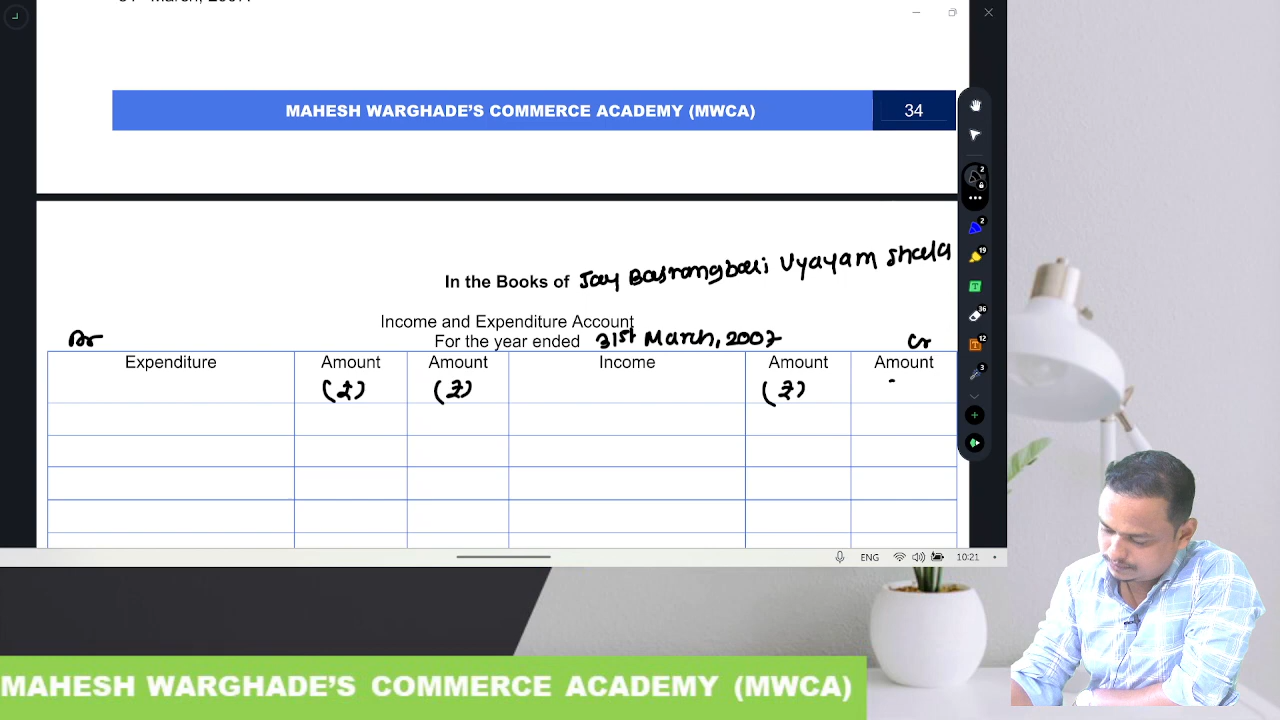 MAHESH WARGHADE'S COMMERCE ACADEMY (MWCA) 34
In the Books of Jay Bajrangbali Vyayam Shala
Income and Expenditure Account
For the year ended 31st March, 2007
Dr Cr
Expenditure Amount Amount Income Amount Amount
(₹) (₹) (₹)
ENG 10:21
MAHESH WARGHADE'S COMMERCE ACADEMY (MWCA)